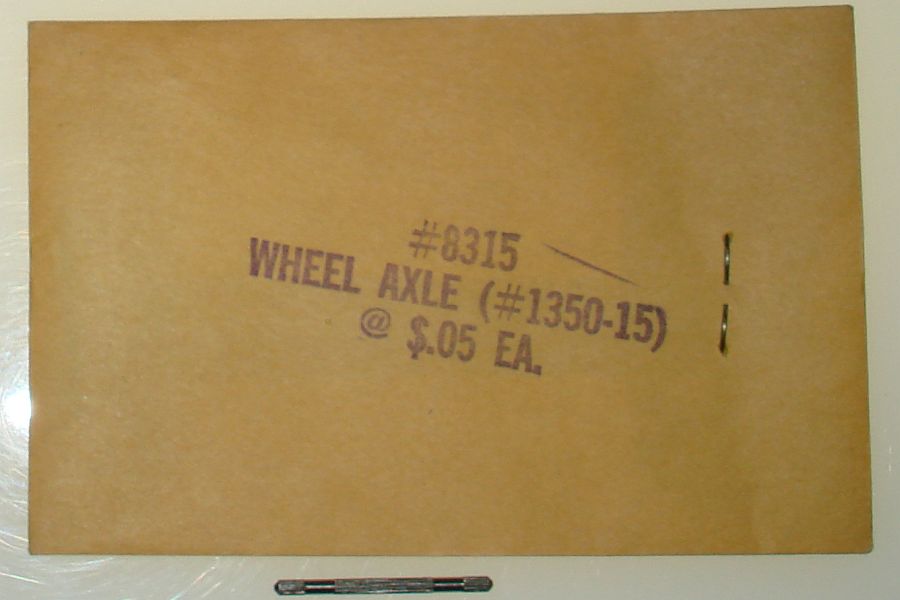 #8315
WHEEL AXLE (#1350-15)
@ $.05 EA.